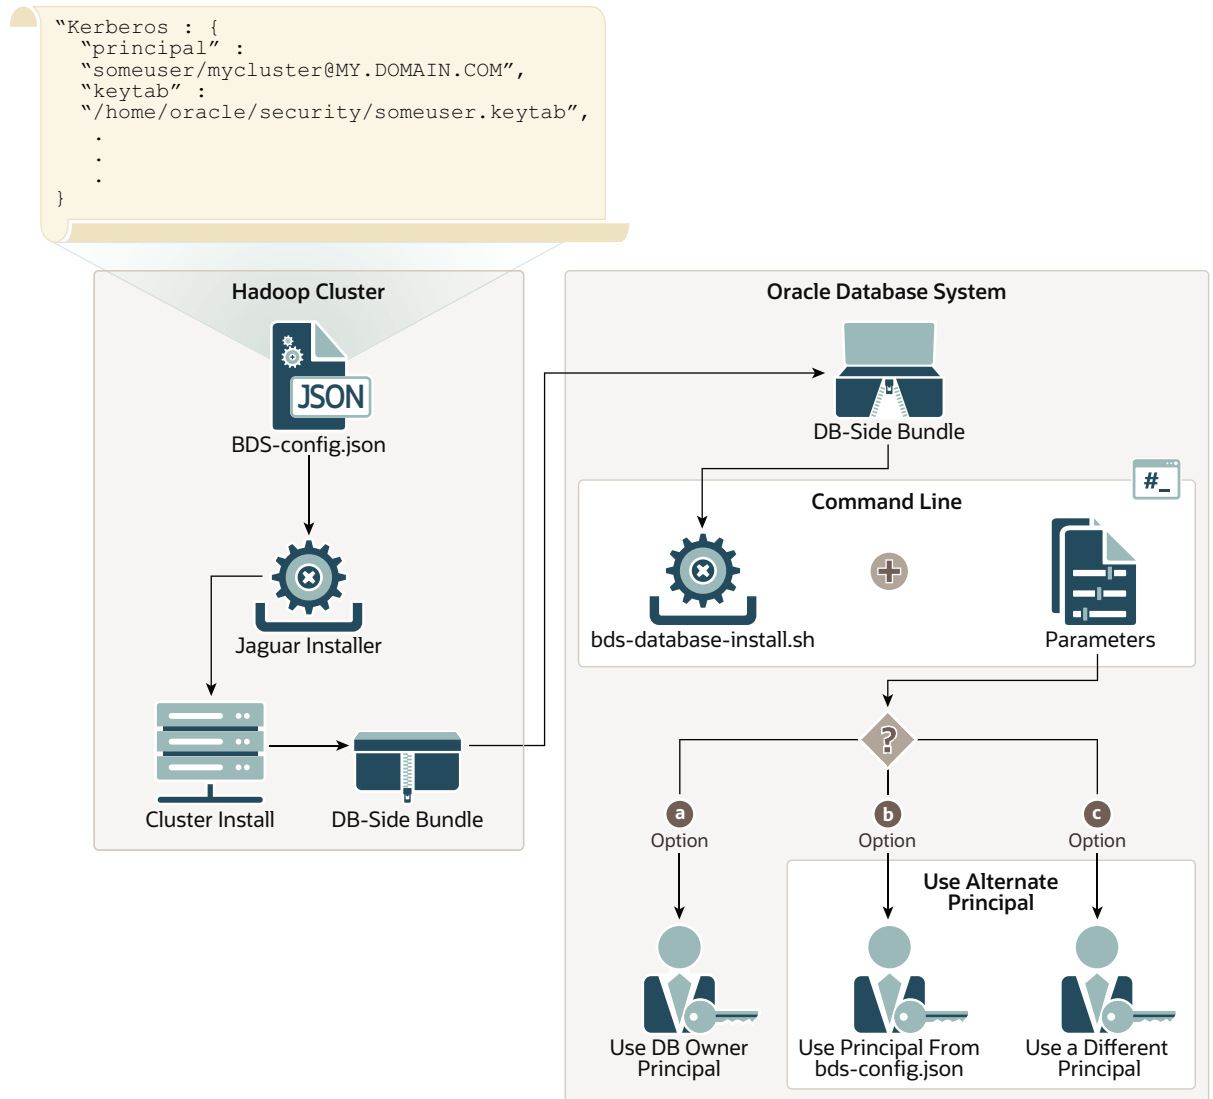 “Kerberos : {
“principal” :
“someuser/mycluster@MY.DOMAIN.COM”,
“keytab” :
“/home/oracle/security/someuser.keytab”,
.
.
.
}
Hadoop Cluster
JSON
BDS-config.json
Jaguar Installer
Cluster Install
DB-Side Bundle
Oracle Database System
DB-Side Bundle
#_
Command Line
+
bds-database-install.sh
Parameters
?
a
Option
b
Option
c
Option
Use Alternate
Principal
Use DB Owner
Principal
Use Principal From
bds-config.json
Use a Different
Principal